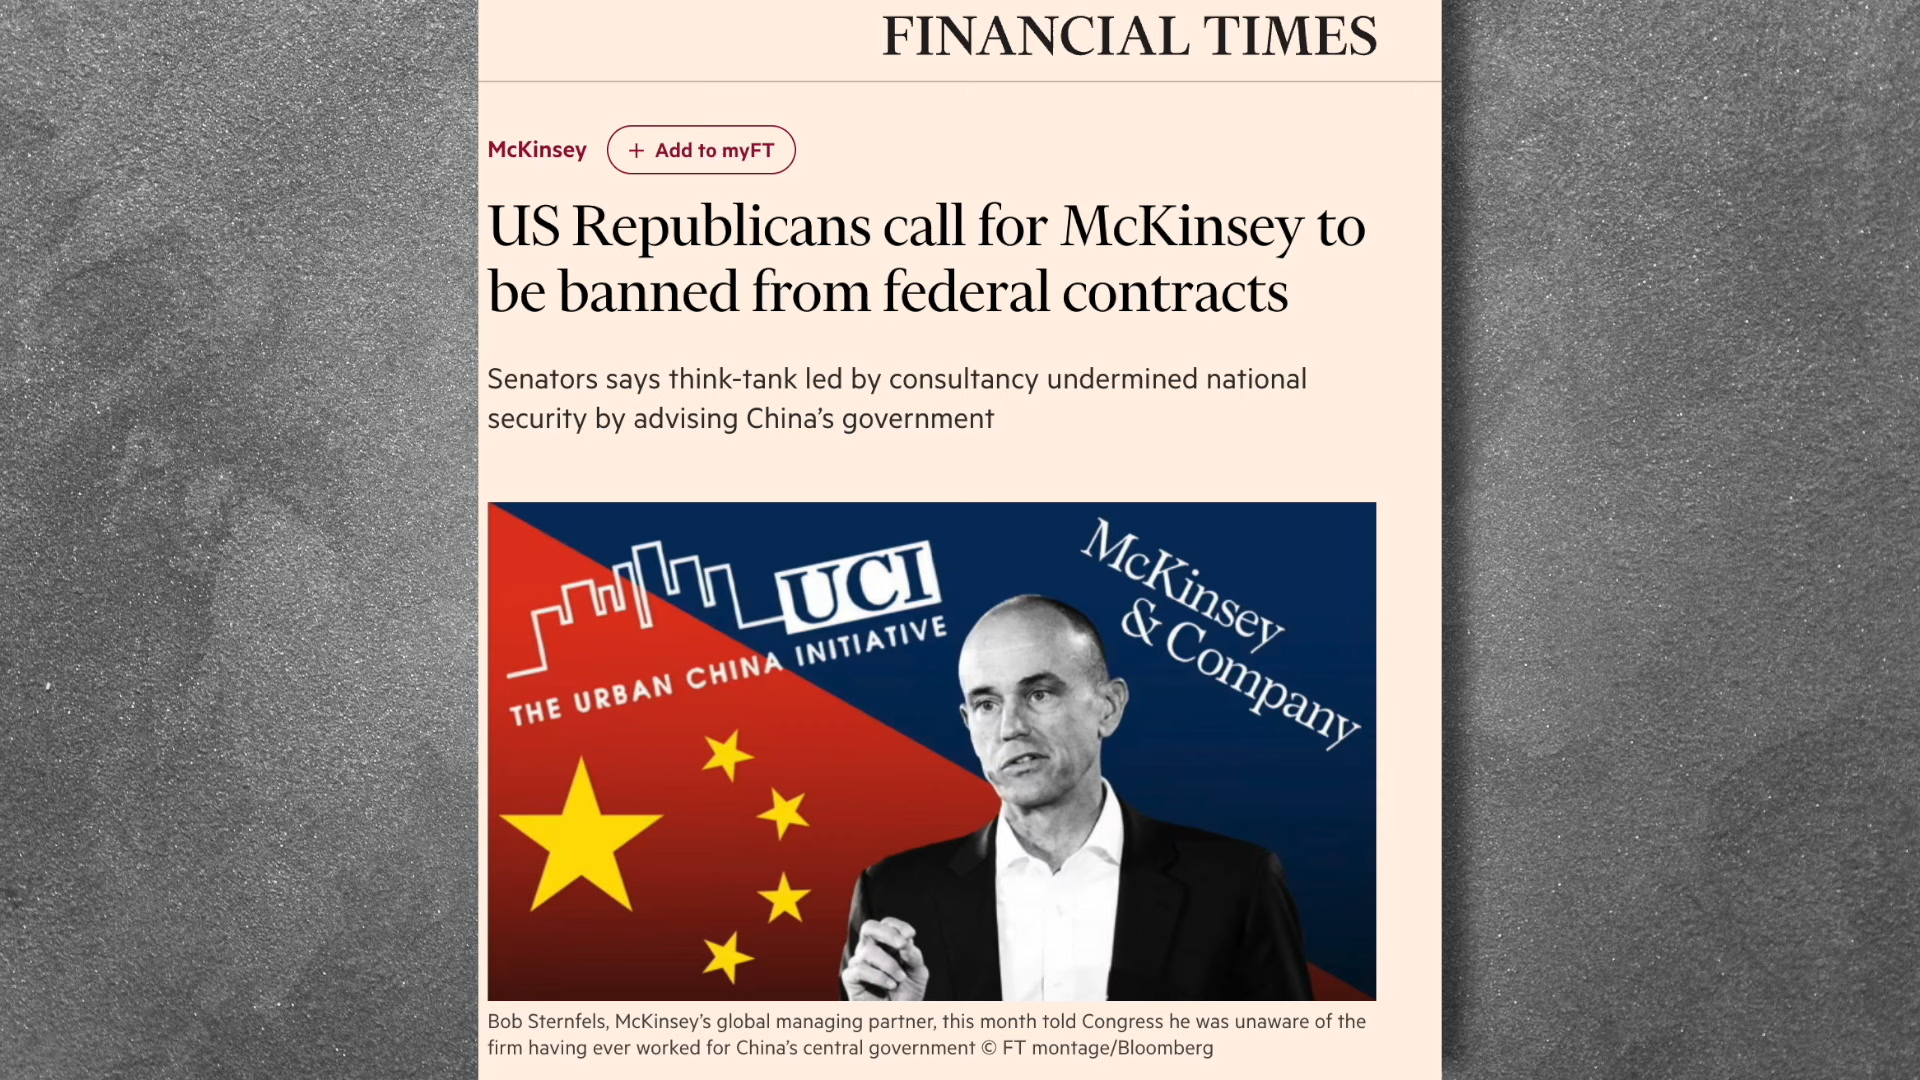 FINANCIAL TIMES
McKinsey
+ Add to myFT
US Republicans call for McKinsey to
be banned from federal contracts
Senators says think-tank led by consultancy undermined national
security by advising China’s government
UCI
THE URBAN CHINA INITIATIVE
McKinsey
& Company
Bob Sternfels, McKinsey’s global managing partner, this month told Congress he was unaware of the
firm having ever worked for China’s central government © FT montage/Bloomberg